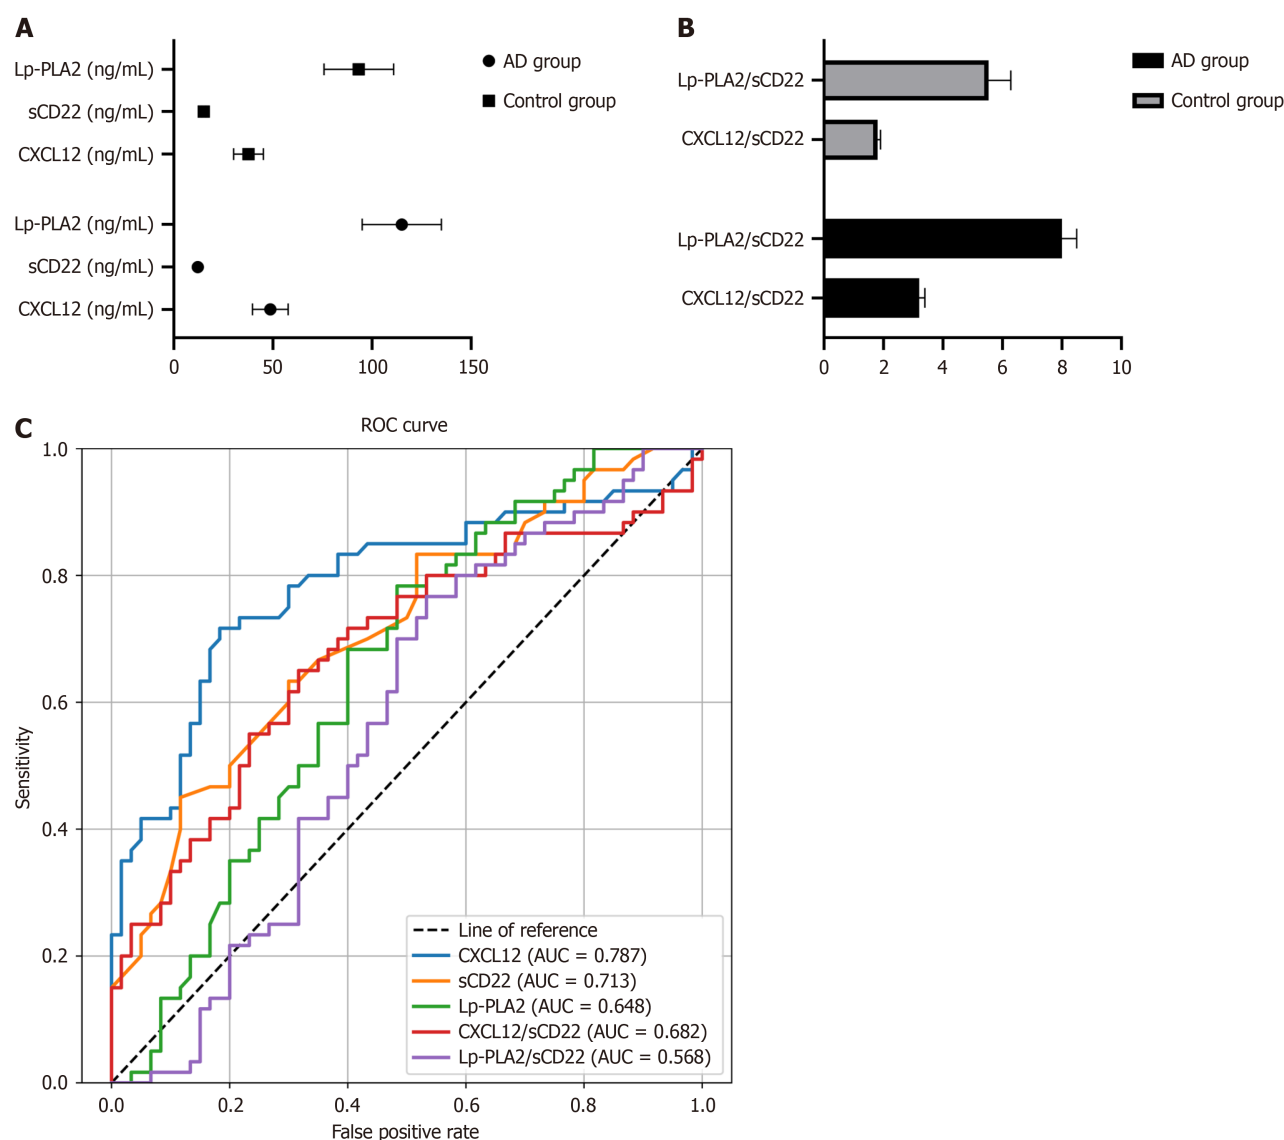 A
Lp-PLA2 (ng/mL)
sCD22 (ng/mL)
CXCL12 (ng/mL)
Lp-PLA2 (ng/mL)
sCD22 (ng/mL)
CXCL12 (ng/mL)
0 50 100 150
AD group
Control group
B
Lp-PLA2/sCD22
CXCL12/sCD22
Lp-PLA2/sCD22
CXCL12/sCD22
0 2 4 6 8 10
AD group
Control group
C
ROC curve
Sensitivity
1.0
0.8
0.6
0.4
0.2
0.0
Line of reference
CXCL12 (AUC = 0.787)
sCD22 (AUC = 0.713)
Lp-PLA2 (AUC = 0.648)
CXCL12/sCD22 (AUC = 0.682)
Lp-PLA2/sCD22 (AUC = 0.568)
0.0 0.2 0.4 0.6 0.8 1.0
False positive rate